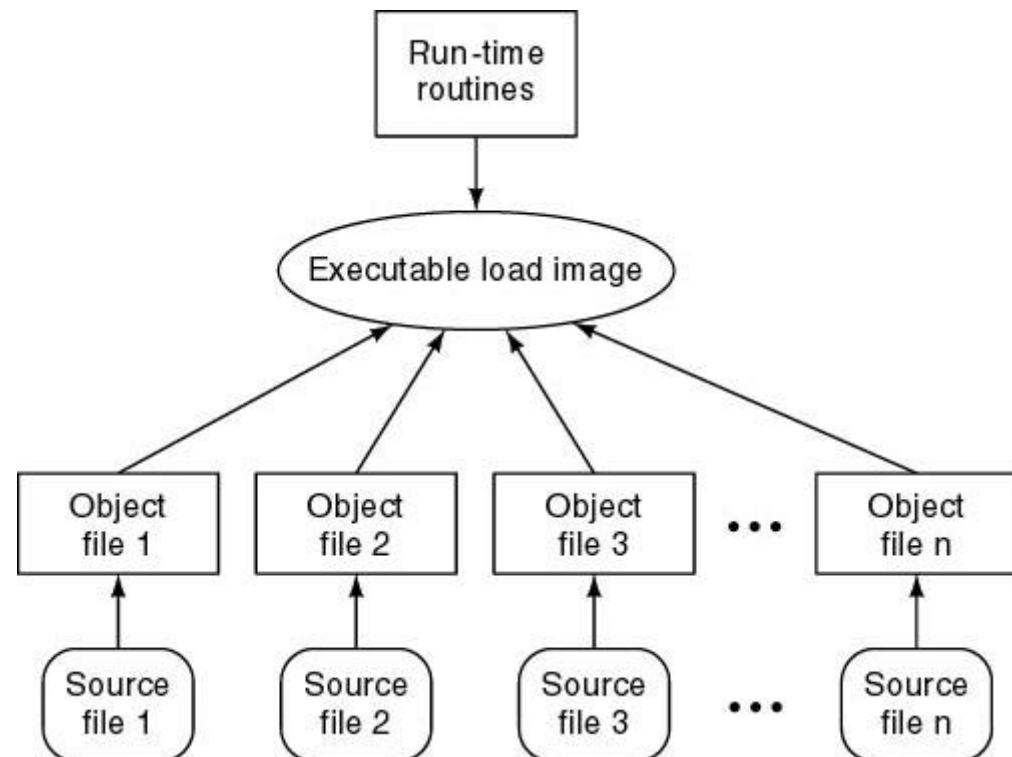 Run-time
routines
Executable load image
Object
file 1
Object
file 2
Object
file 3
Object
file n
Source
file 1
Source
file 2
Source
file 3
Source
file n